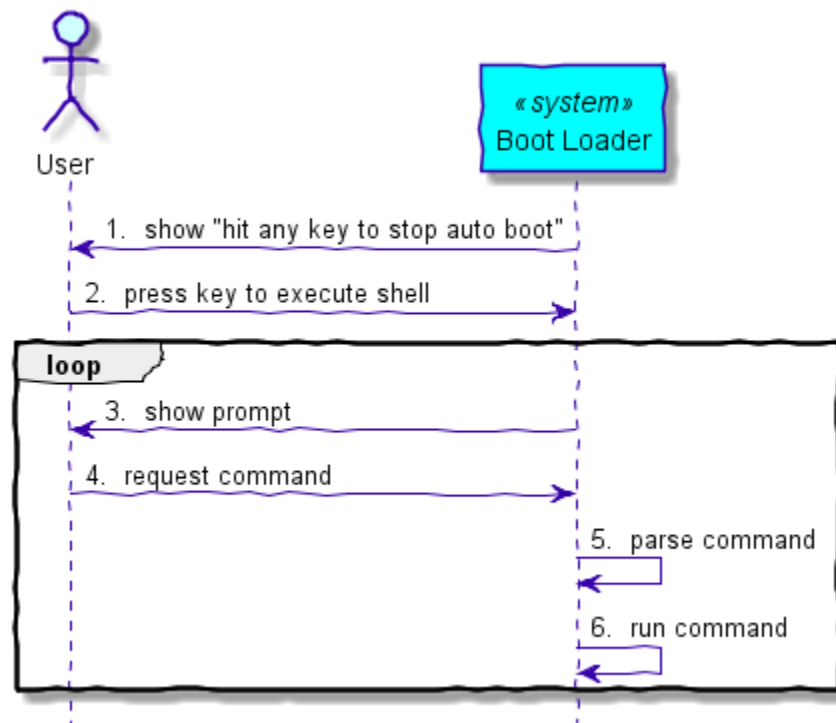 «system»
Boot Loader
User
1. show "hit any key to stop auto boot"
2. press key to execute shell
loop
3. show prompt
4. request command
5. parse command
6. run command